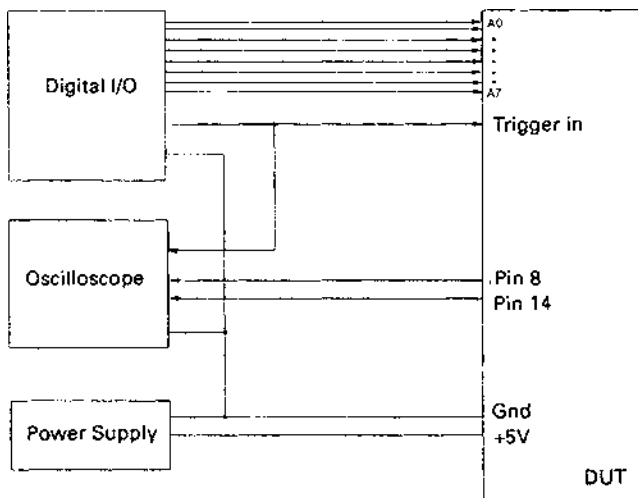 A0
Digital I/O
A7
Trigger in
Oscilloscope
Pin 8
Pin 14
Gnd
Power Supply
+5V
DUT